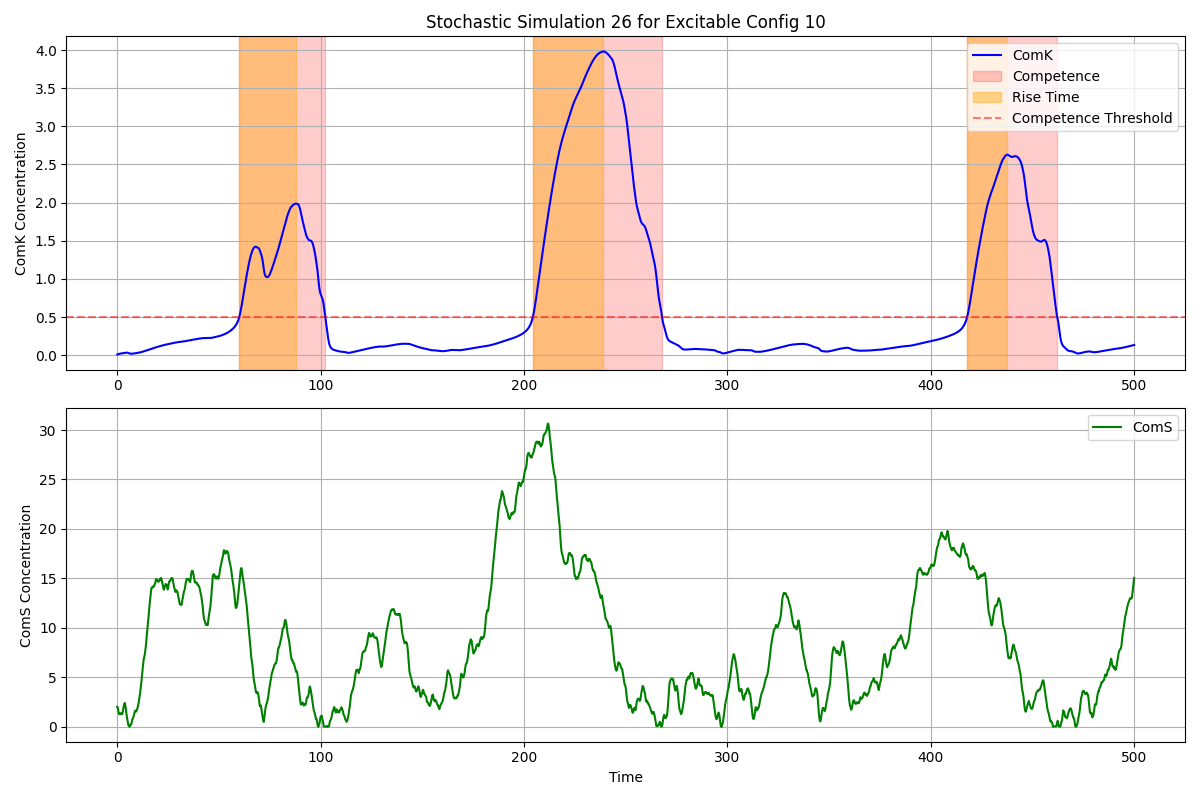 Stochastic Simulation 26 for Excitable Config 10
ComK Concentration
4.0
3.5
3.0
2.5
2.0
1.5
1.0
0.5
0.0
ComK
Competence
Rise Time
Competence Threshold
0 100 200 300 400 500
ComS Concentration
30
25
20
15
10
5
0
ComS
0 100 200 300 400 500
Time